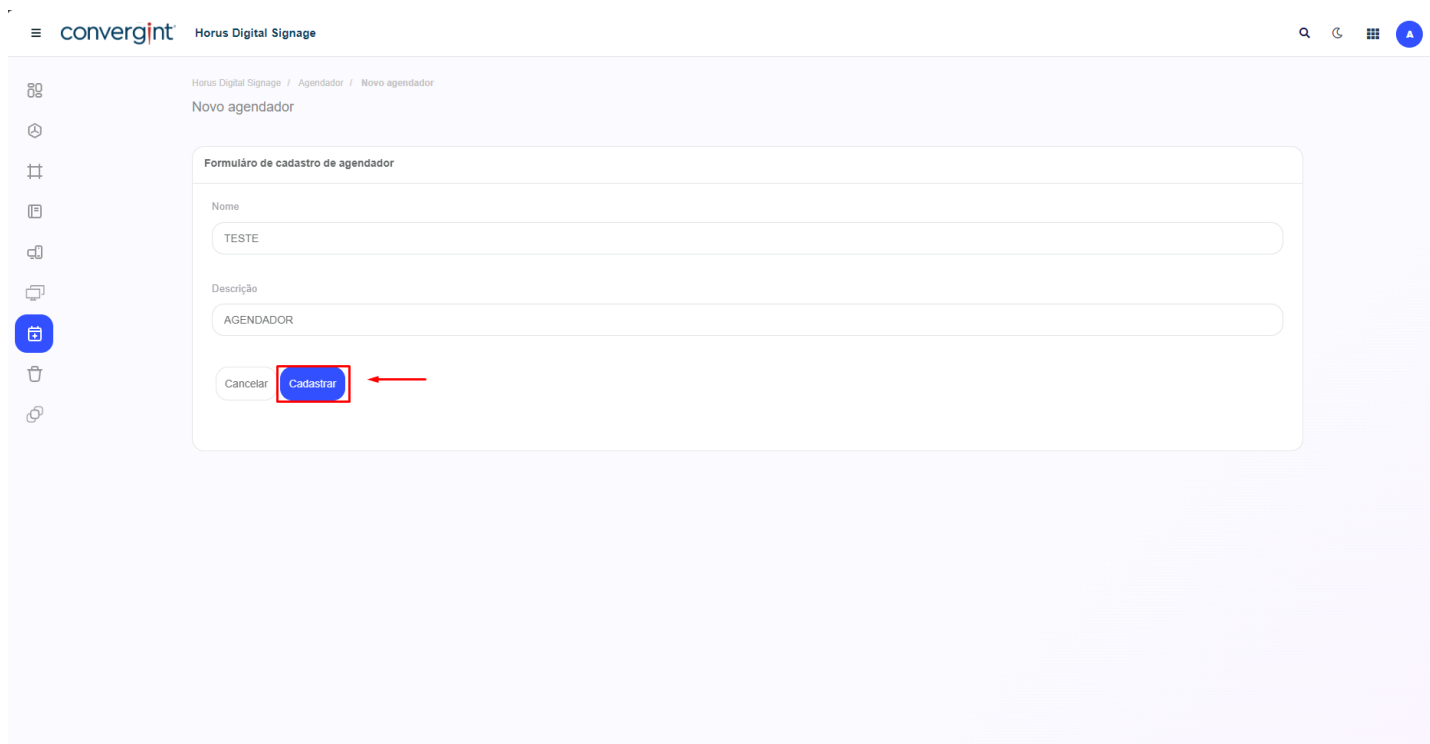 convergint Horus Digital Signage A
Horus Digital Signage / Agendador / Novo agendador
Novo agendador
Formuláro de cadastro de agendador
Nome
TESTE
Descrição
AGENDADOR
Cancelar Cadastrar